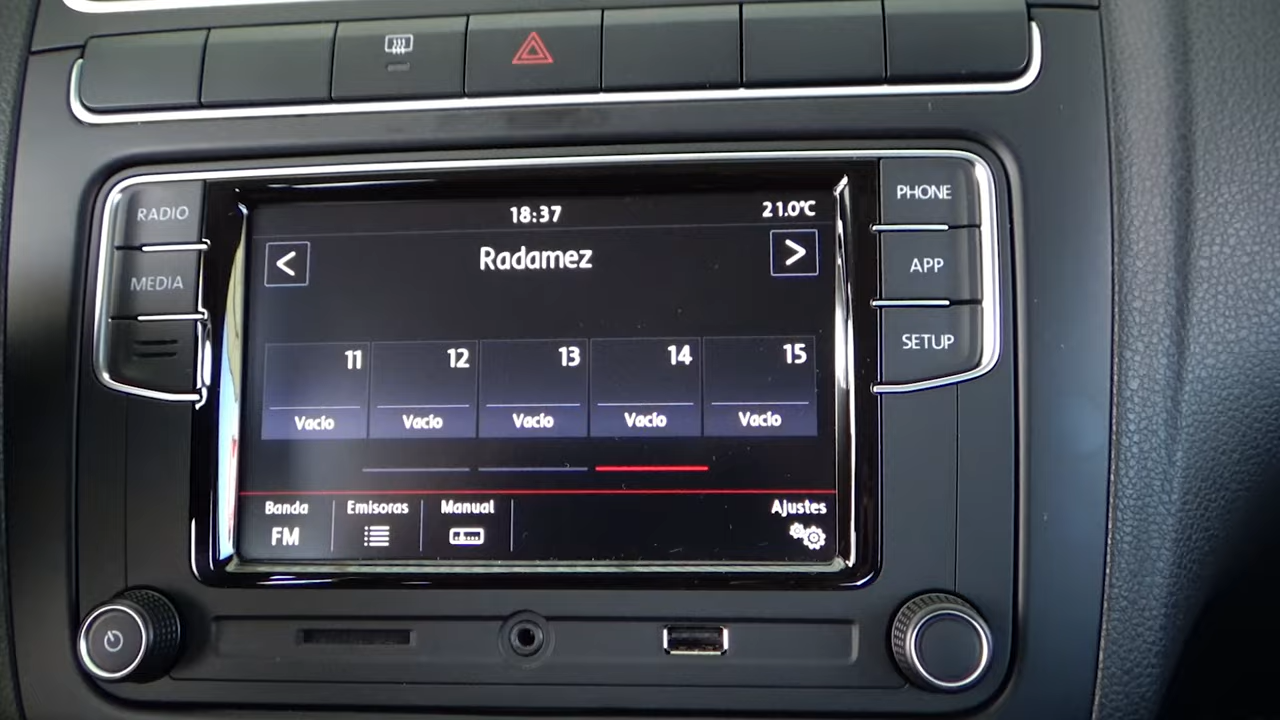 RADIO
MEDIA
PHONE
APP
SETUP
18:37
21.0°C
<
Radamez
>
11
12
13
14
15
Vacío
Vacío
Vacío
Vacío
Vacío
Banda
FM
Emisoras
Manual
Ajustes